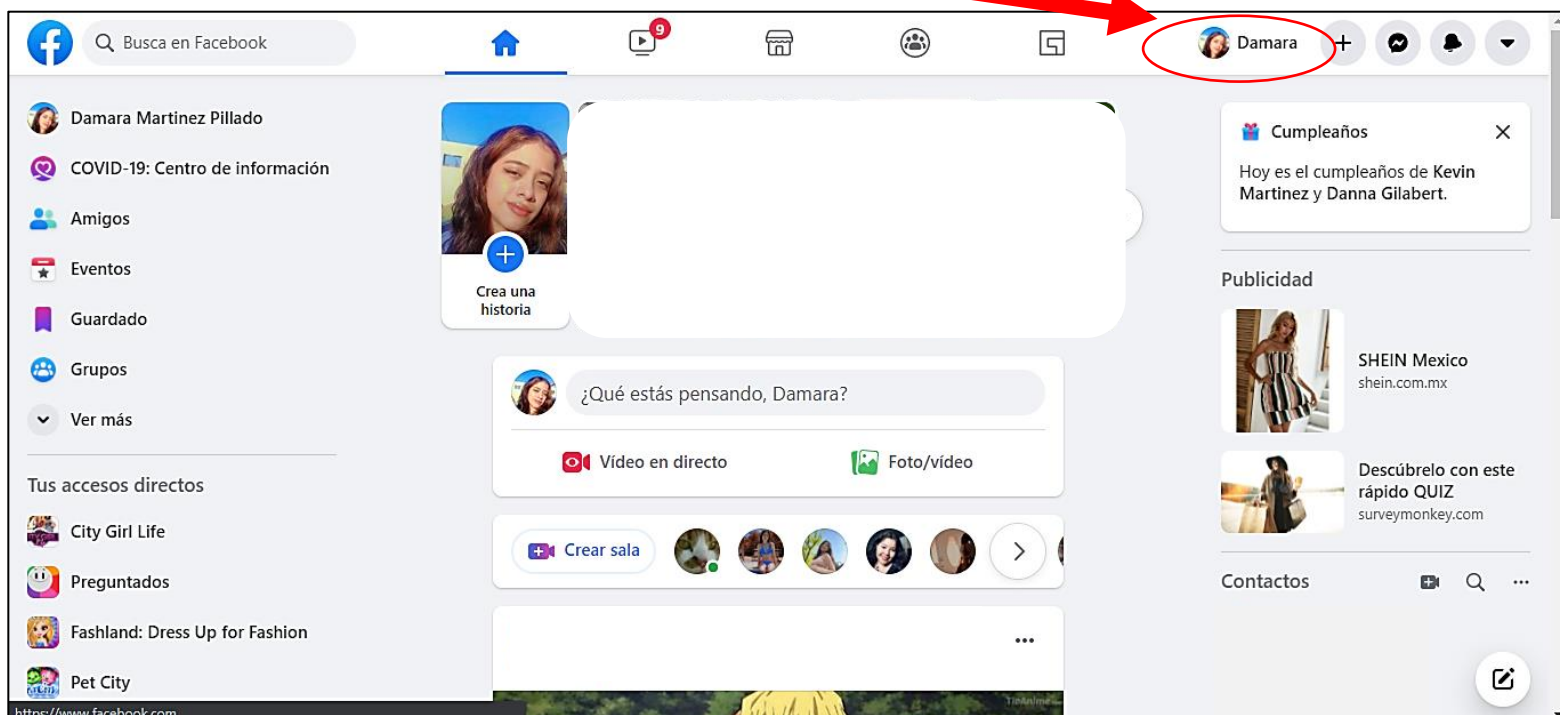 Busca en Facebook
9
Damara
Damara Martinez Pillado
COVID-19: Centro de información
Amigos
Eventos
Guardado
Grupos
Ver más
Tus accesos directos
City Girl Life
Preguntados
Fashland: Dress Up for Fashion
Pet City
https://www.facebook.com
Crea una
historia
¿Qué estás pensando, Damara?
Vídeo en directo
Foto/vídeo
Crear sala
TioAnime
Cumpleaños
Hoy es el cumpleaños de Kevin
Martinez y Danna Gilabert.
Publicidad
SHEIN Mexico
shein.com.mx
Descúbrelo con este
rápido QUIZ
surveymonkey.com
Contactos